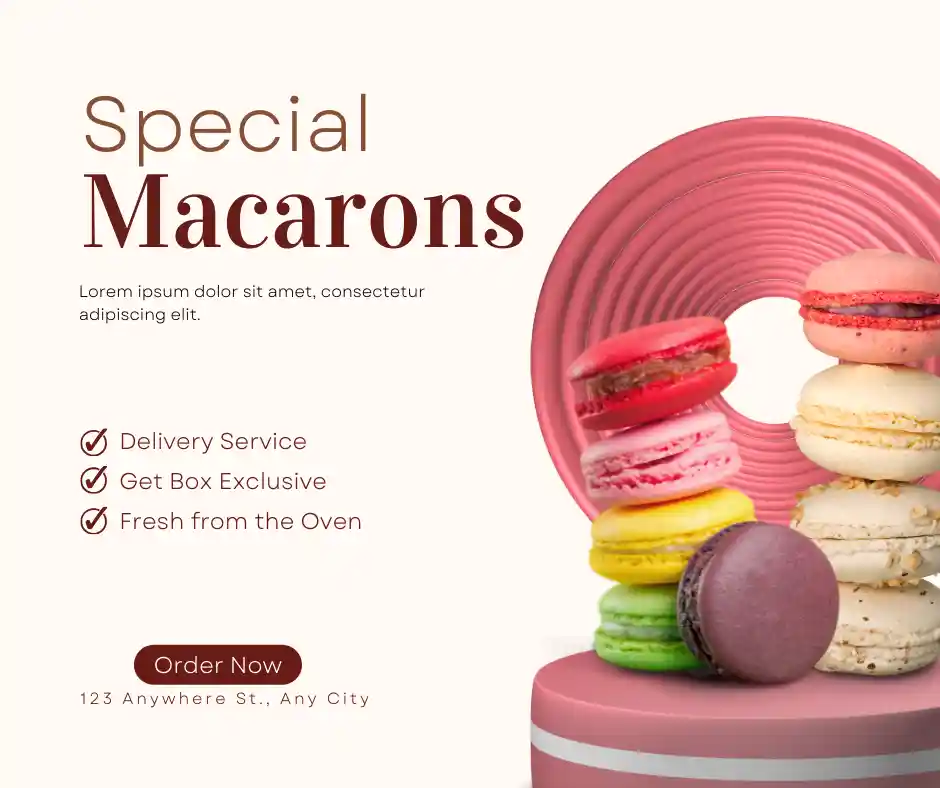 Special
Macarons
Lorem ipsum dolor sit amet, consectetur
adipiscing elit.
Delivery Service
Get Box Exclusive
Fresh from the Oven
Order Now
123 Anywhere St., Any City